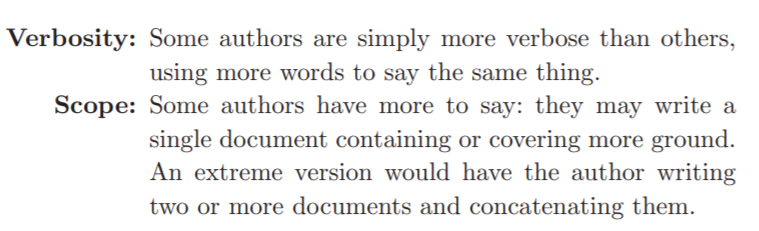 Verbosity: Some authors are simply more verbose than others,
using more words to say the same thing.
Scope: Some authors have more to say: they may write a
single document containing or covering more ground.
An extreme version would have the author writing
two or more documents and concatenating them.